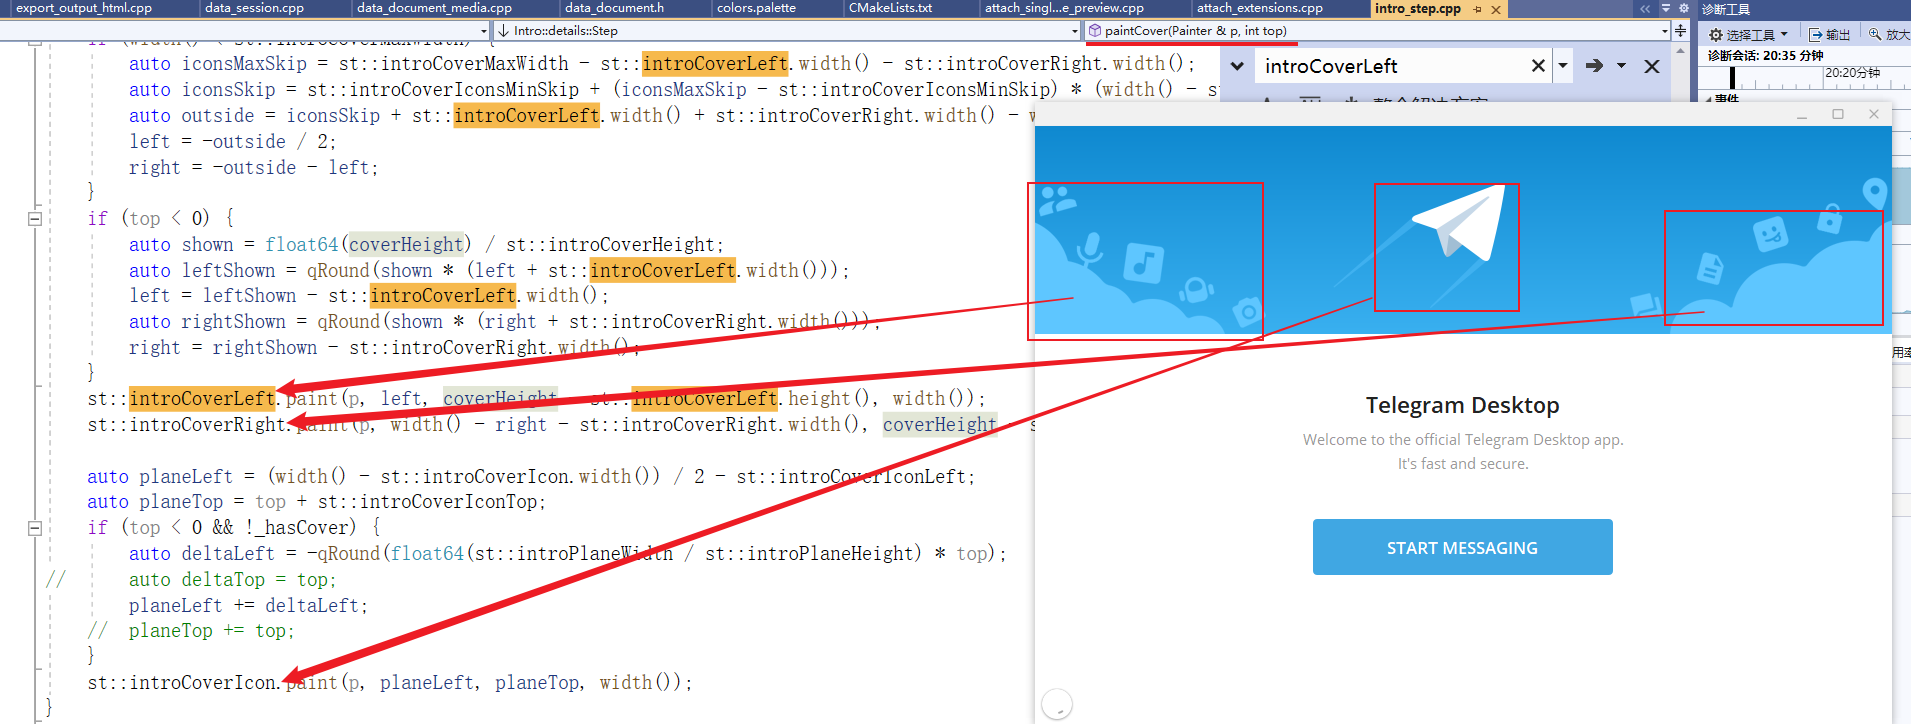 export_output_html.cpp data_session.cpp data_document_media.cpp data_document.h colors.palette CMakeLists.txt attach_singl...e_preview.cpp attach_extensions.cpp intro_step.cpp
诊断工具
Intro::details::Step
paintCover(Painter & p, int top)
选择工具 输出 放大
诊断会话: 20:35 分钟
20:20分钟
事件
introCoverLeft
auto iconsMaxSkip = st::introCoverMaxWidth - st::introCoverLeft.width() - st::introCoverRight.width();
auto iconsSkip = st::introCoverIconsMinSkip + (iconsMaxSkip - st::introCoverIconsMinSkip) * (width() - s
auto outside = iconsSkip + st::introCoverLeft.width() + st::introCoverRight.width() - w
left = -outside / 2;
right = -outside - left;
}
if (top < 0) {
auto shown = float64(coverHeight) / st::introCoverHeight;
auto leftShown = qRound(shown * (left + st::introCoverLeft.width()));
left = leftShown - st::introCoverLeft.width();
auto rightShown = qRound(shown * (right + st::introCoverRight.width()));
right = rightShown - st::introCoverRight.width();
}
st::introCoverLeft.paint(p, left, coverHeight - st::introCoverLeft.height(), width());
st::introCoverRight.paint(p, width() - right - st::introCoverRight.width(), coverHeight - s
auto planeLeft = (width() - st::introCoverIcon.width()) / 2 - st::introCoverIconLeft;
auto planeTop = top + st::introCoverIconTop;
if (top < 0 && !_hasCover) {
auto deltaLeft = -qRound(float64(st::introPlaneWidth / st::introPlaneHeight) * top);
// auto deltaTop = top;
planeLeft += deltaLeft;
// planeTop += top;
}
st::introCoverIcon.paint(p, planeLeft, planeTop, width());
}
Telegram Desktop
Welcome to the official Telegram Desktop app.
It's fast and secure.
START MESSAGING
用率